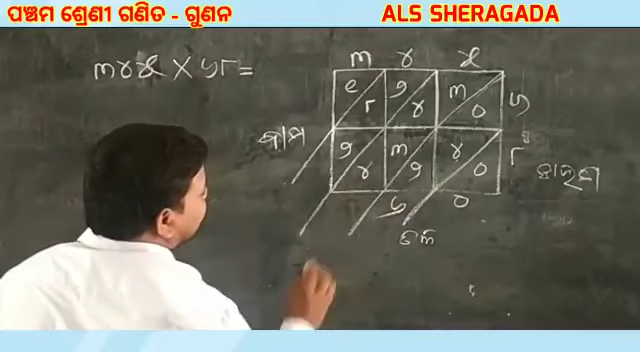 ପଞ୍ଚମ ଶ୍ରେଣୀ ଗଣିତ - ଗୁଣନ
ALS SHERAGADA
୩୪୫ X ୬୮=
୩ ୪ ୫
୧ ୮ ୨ ୪ ୩ ୦ ୬
ବାମ
୨ ୪ ୩ ୨ ୪ ୦ ୮
ଡାହାଣ
୬ ୦
ତଳ